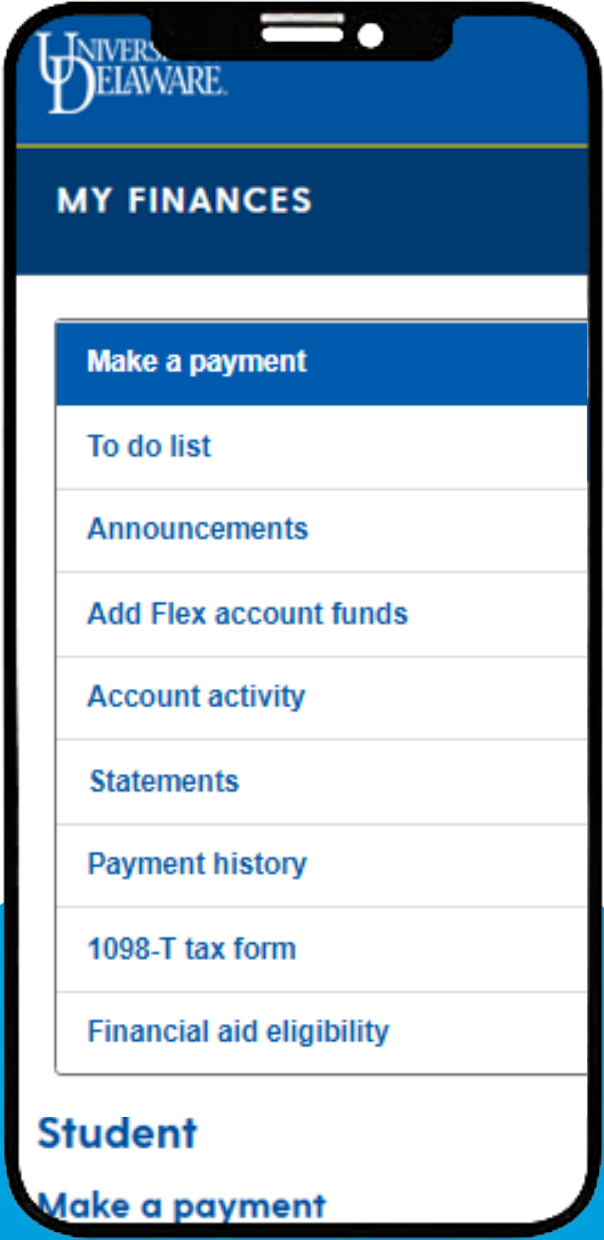 DELAWARE.
MY FINANCES
Make a payment
To do list
Announcements
Add Flex account funds
Account activity
Statements
Payment history
1098-T tax form
Financial aid eligibility
Student
Make a payment